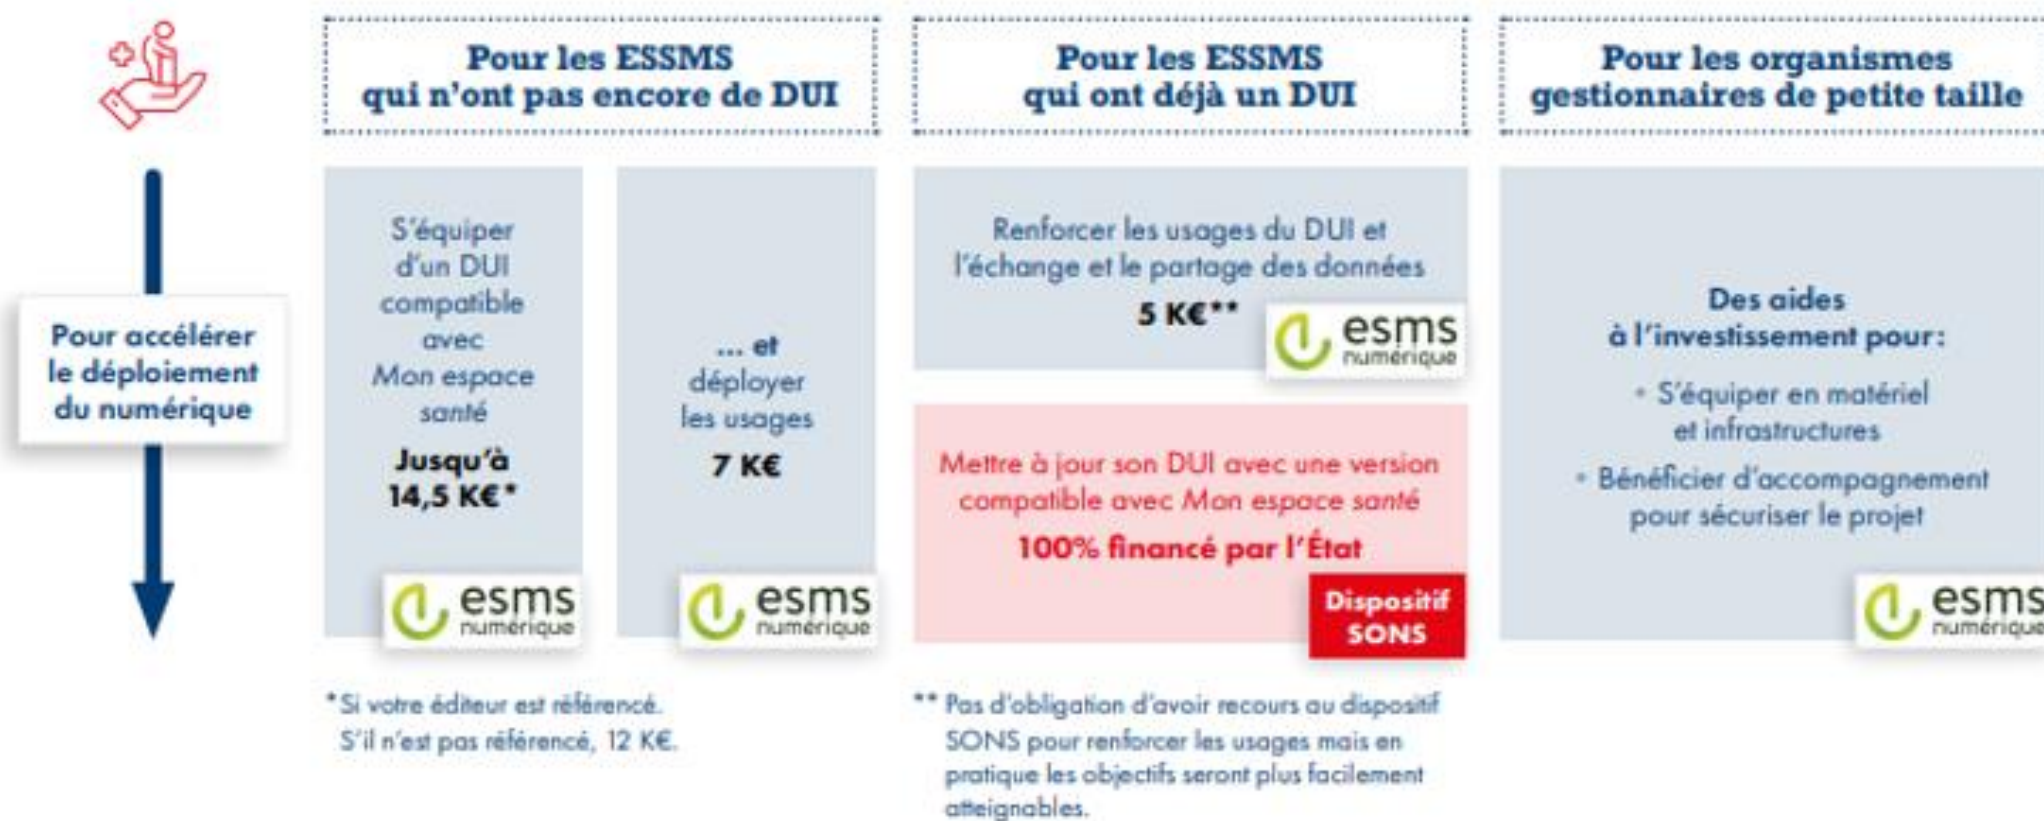 Pour les ESSMS
qui n'ont pas encore de DUI
Pour les ESSMS
qui ont déjà un DUI
Pour les organismes
gestionnaires de petite taille
Pour accélérer
le déploiement
du numérique
S'équiper
d'un DUI
compatible
avec
Mon espace
santé
Jusqu'à
14,5 K€*
esms
numérique
... et
déployer
les usages
7 K€
esms
numérique
Renforcer les usages du DUI et
l'échange et le partage des données
5 K€**
esms
numérique
Mettre à jour son DUI avec une version
compatible avec Mon espace santé
100% financé par l'État
Dispositif
SONS
Des aides
à l'investissement pour:
• S'équiper en matériel
et infrastructures
• Bénéficier d'accompagnement
pour sécuriser le projet
esms
numérique
* Si votre éditeur est référencé.
S'il n'est pas référencé, 12 K€.
** Pas d'obligation d'avoir recours au dispositif
SONS pour renforcer les usages mais en
pratique les objectifs seront plus facilement
atteignables.